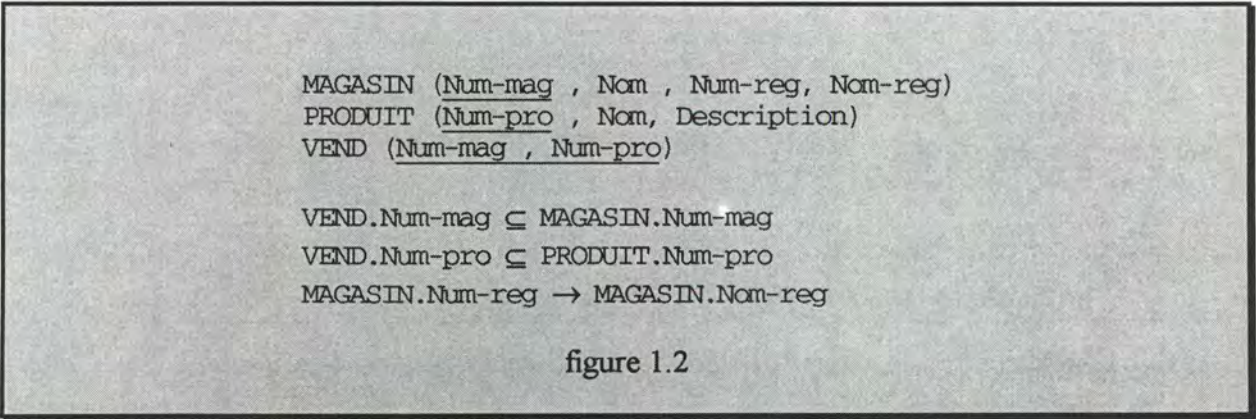 MAGASIN (Num-mag , Nom , Num-reg, Nom-reg)
PRODUIT (Num-pro , Nom, Description)
VEND (Num-mag , Num-pro)
VEND.Num-mag ⊆ MAGASIN.Num-mag
VEND.Num-pro ⊆ PRODUIT.Num-pro
MAGASIN.Num-reg → MAGASIN.Nom-reg
figure 1.2